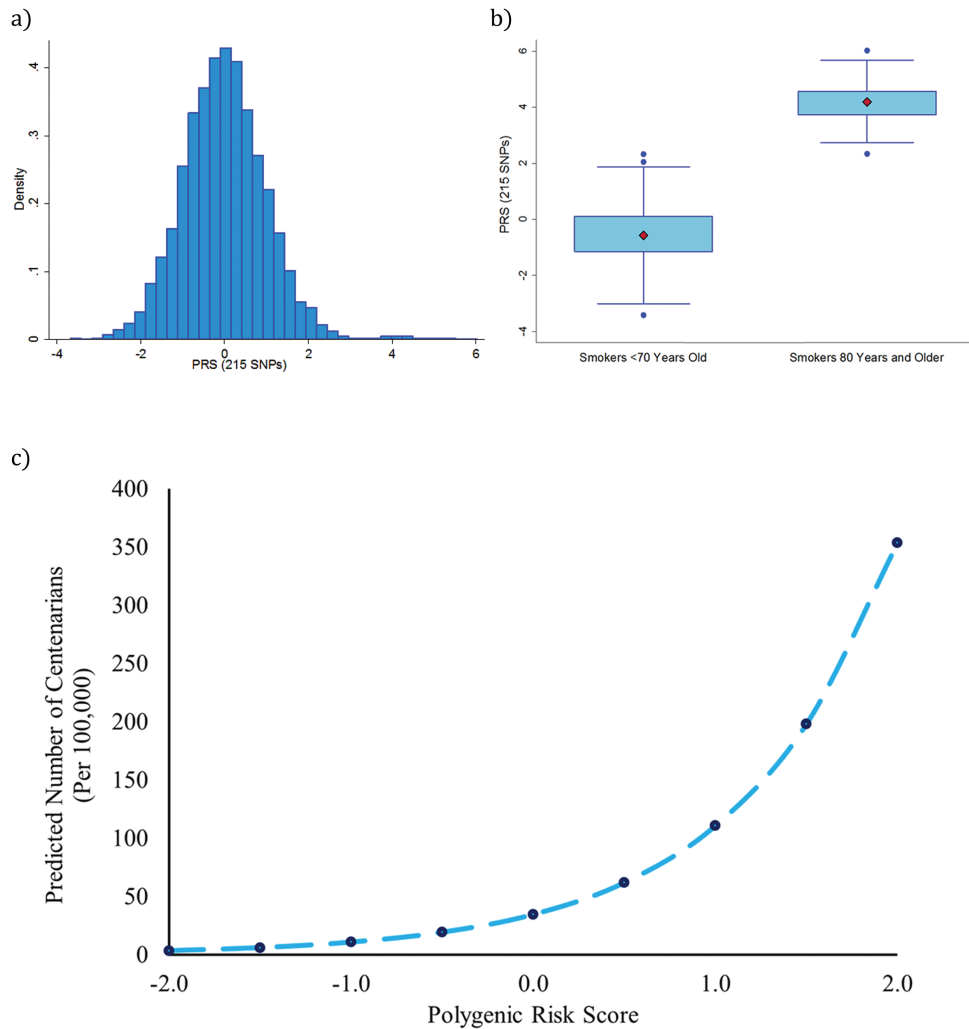 a)
Density
.4
.3
.2
.1
0
-4
-2
0
2
4
6
PRS (215 SNPs)
b)
PRS (215 SNPs)
6
4
2
0
-2
-4
Smokers <70 Years Old
Smokers 80 Years and Older
c)
Predicted Number of Centenarians
(Per 100,000)
400
350
300
250
200
150
100
50
0
-2.0
-1.0
0.0
1.0
2.0
Polygenic Risk Score